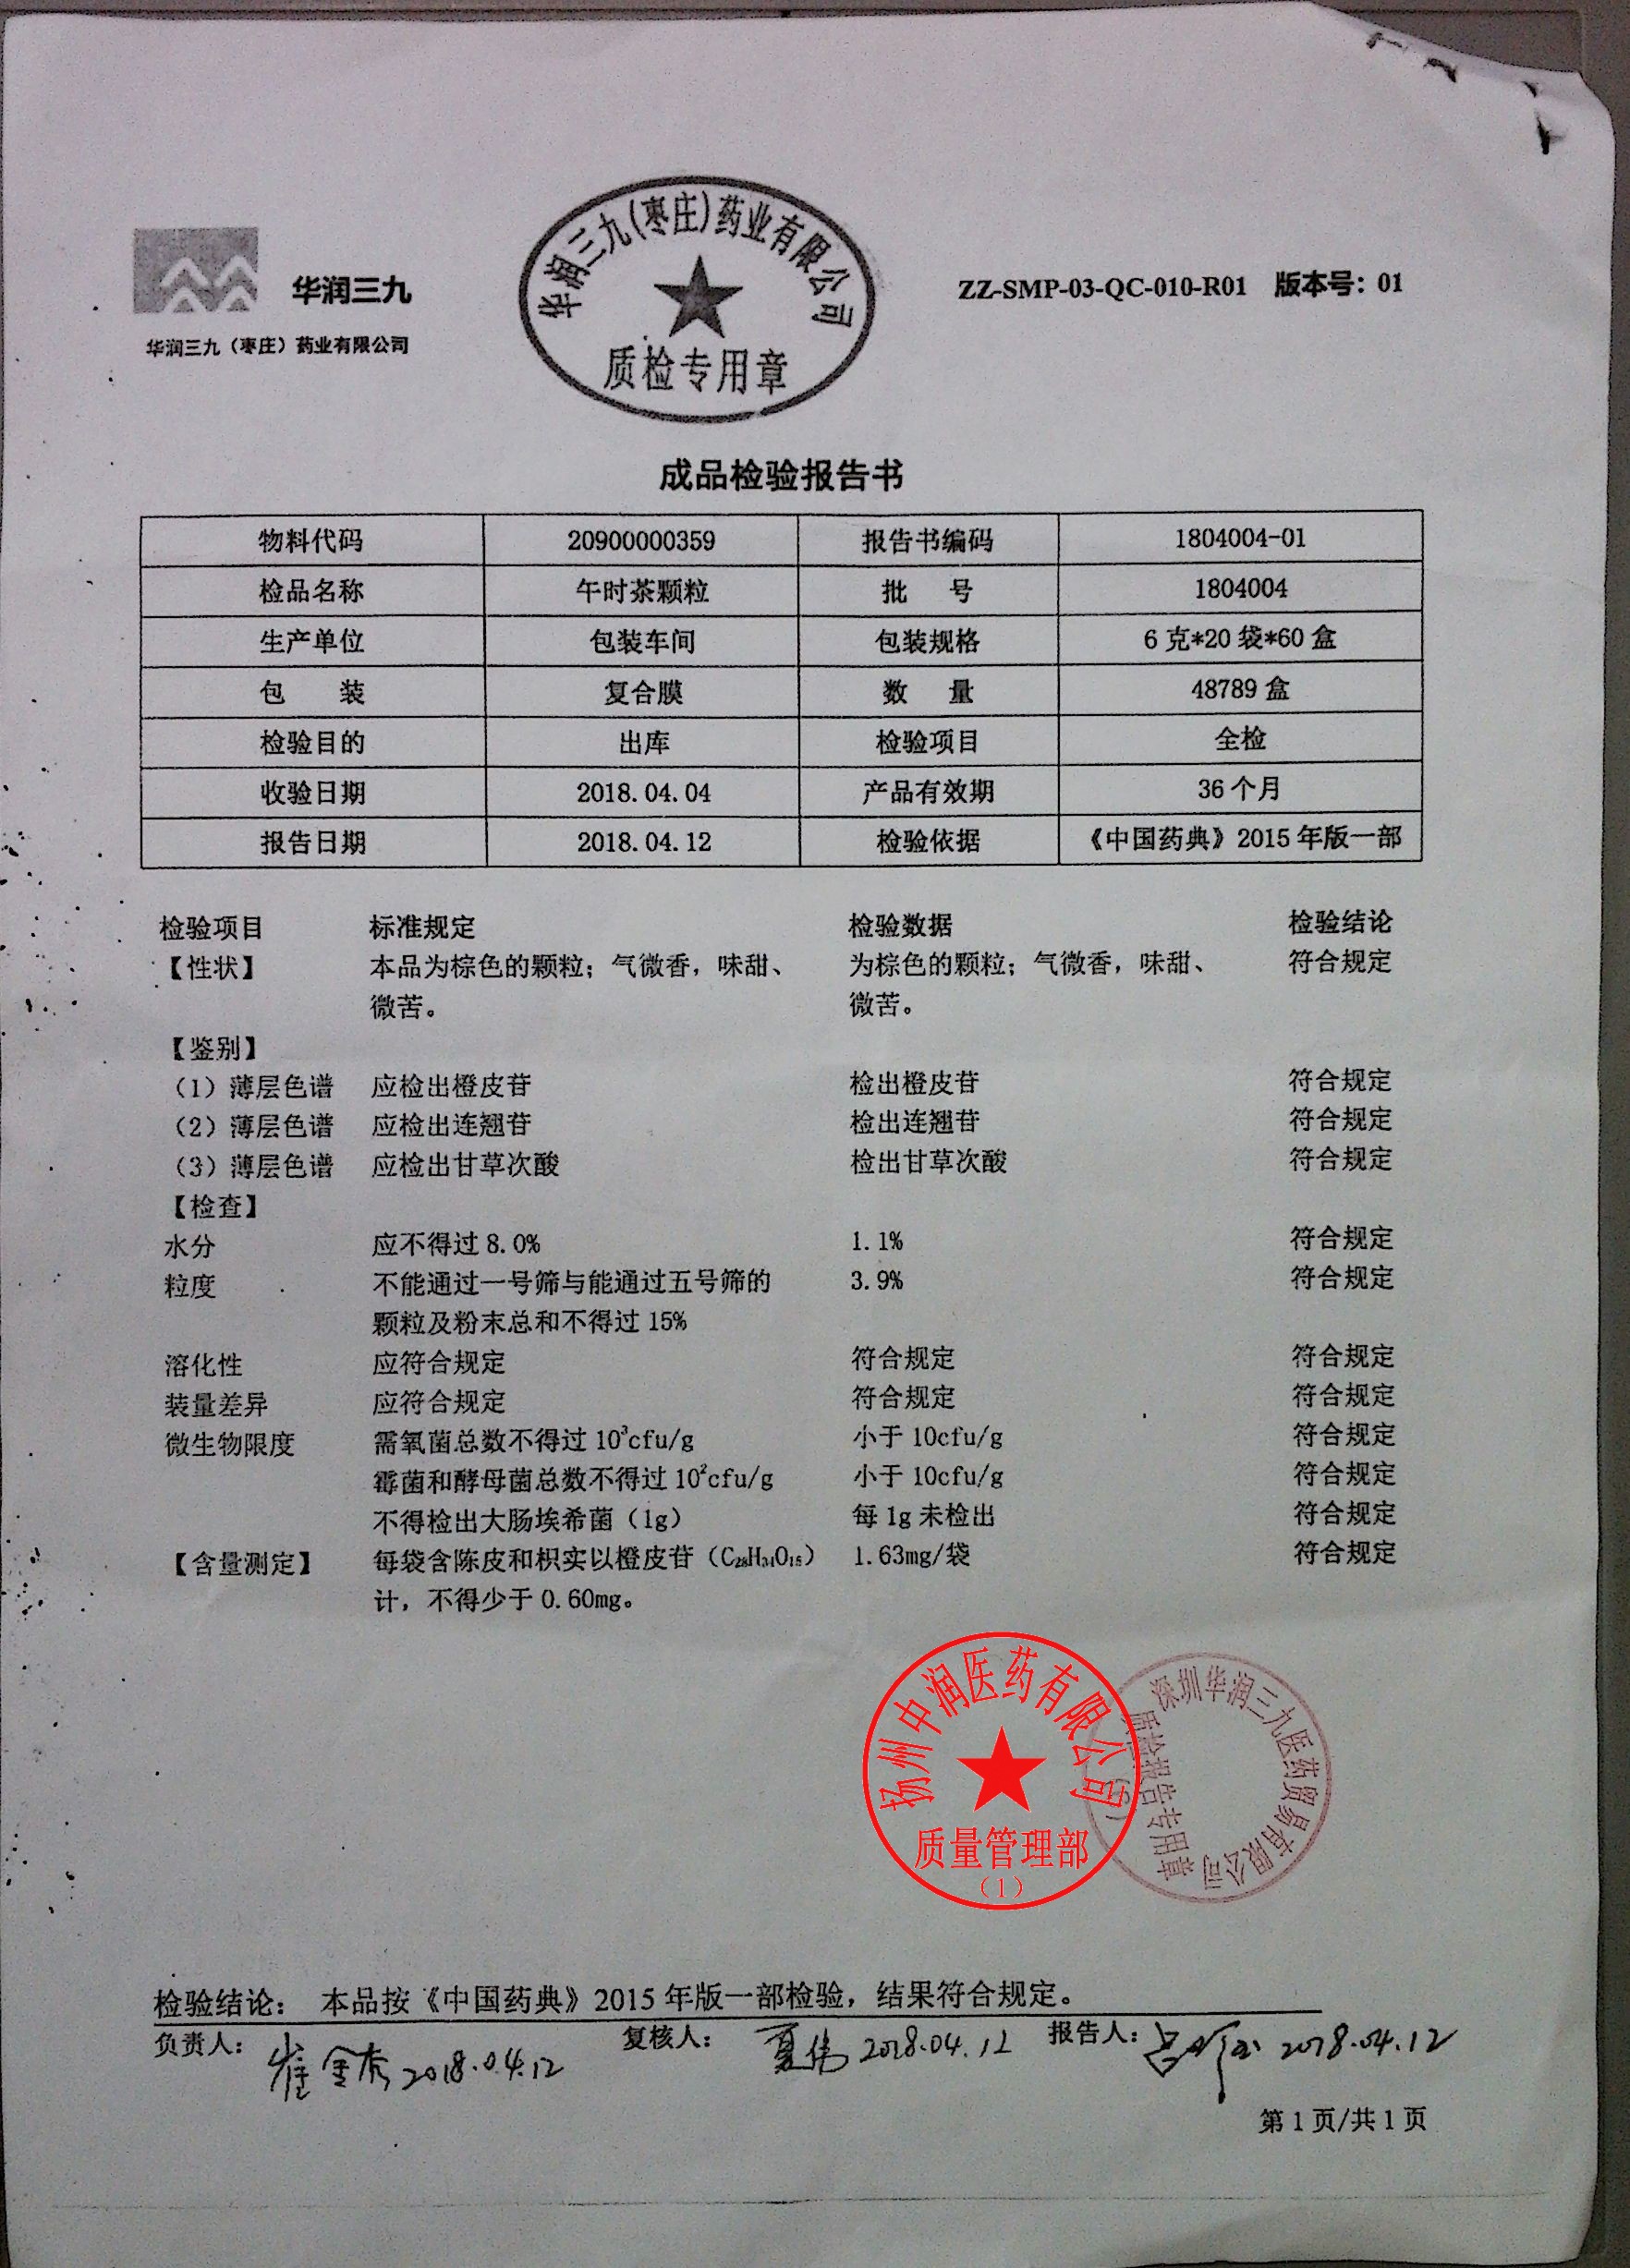 华润三九
华润三九（枣庄）药业有限公司
华润三九(枣庄)药业有限公司
质检专用章
ZZ-SMP-03-QC-010-R01 版本号：01
成品检验报告书
物料代码 20900000359 报告书编码 1804004-01
检品名称 午时茶颗粒 批 号 1804004
生产单位 包装车间 包装规格 6克*20袋*60盒
包 装 复合膜 数 量 48789盒
检验目的 出库 检验项目 全检
收验日期 2018.04.04 产品有效期 36个月
报告日期 2018.04.12 检验依据 《中国药典》2015年版一部
检验项目 标准规定 检验数据 检验结论
【性状】 本品为棕色的颗粒；气微香，味甜、 为棕色的颗粒；气微香，味甜、 符合规定
微苦。 微苦。
【鉴别】
（1）薄层色谱 应检出橙皮苷 检出橙皮苷 符合规定
（2）薄层色谱 应检出连翘苷 检出连翘苷 符合规定
（3）薄层色谱 应检出甘草次酸 检出甘草次酸 符合规定
【检查】
水分 应不得过8.0% 1.1% 符合规定
粒度 不能通过一号筛与能通过五号筛的 3.9% 符合规定
颗粒及粉末总和不得过15%
溶化性 应符合规定 符合规定 符合规定
装量差异 应符合规定 符合规定 符合规定
微生物限度 需氧菌总数不得过10³cfu/g 小于10cfu/g 符合规定
霉菌和酵母菌总数不得过10²cfu/g 小于10cfu/g 符合规定
不得检出大肠埃希菌（1g） 每1g未检出 符合规定
【含量测定】 每袋含陈皮和枳实以橙皮苷（C₂₈H₃₄O₁₅） 1.63mg/袋 符合规定
计，不得少于0.60mg。
扬州中润医药有限公司
质量管理部
（1）
深圳华润三九医药贸易有限公司
质检报告专用章
检验结论： 本品按《中国药典》2015年版一部检验，结果符合规定。
负责人： 崔金 2018.04.12 复核人： 夏伟 2018.04.12 报告人： 2018.04.12
第1页/共1页